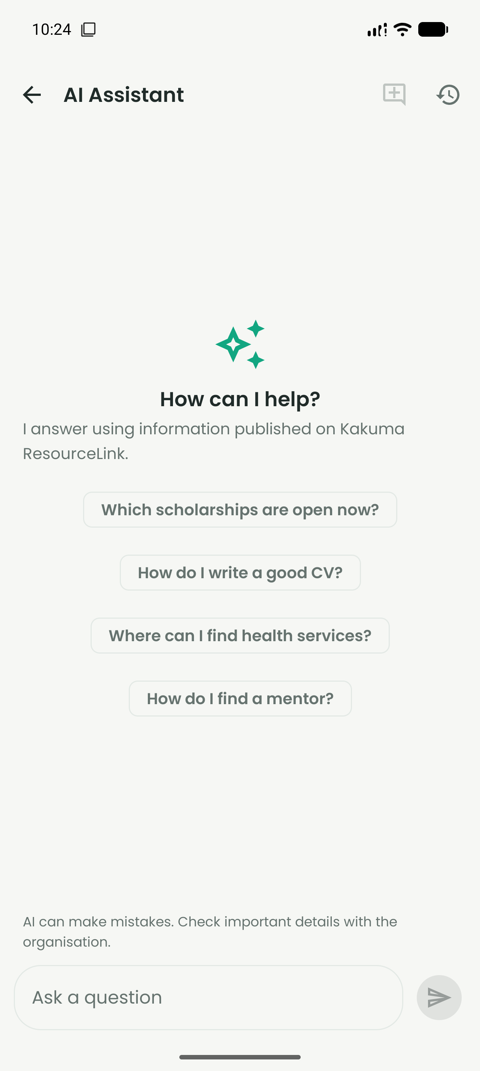 10:24
AI Assistant
How can I help?
I answer using information published on Kakuma
ResourceLink.
Which scholarships are open now?
How do I write a good CV?
Where can I find health services?
How do I find a mentor?
AI can make mistakes. Check important details with the
organisation.
Ask a question